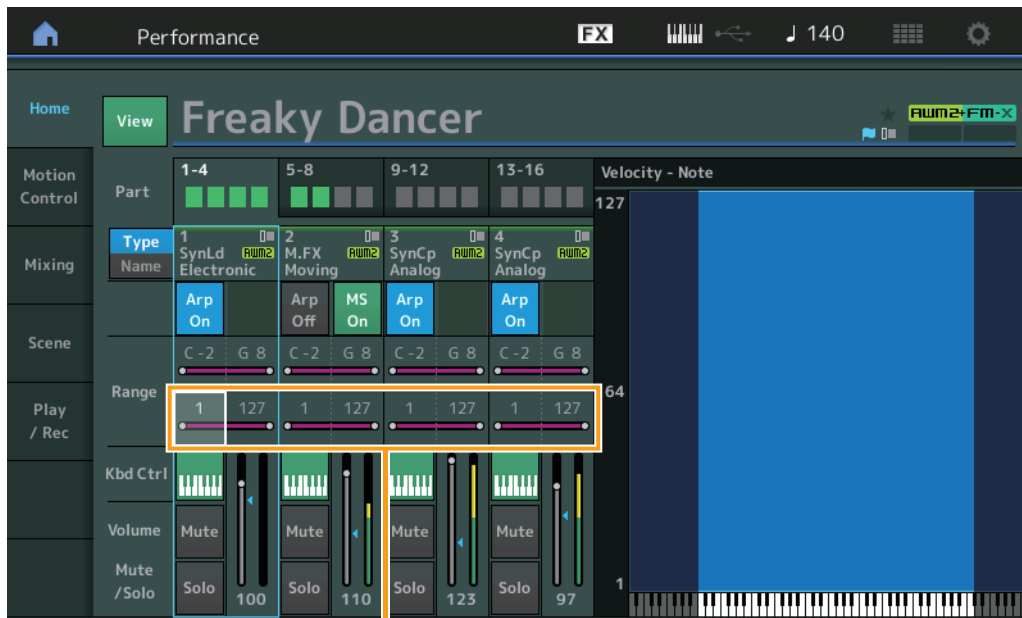 Performance FX ♩ 140
Home
View Freaky Dancer AWM2+FM-X
Motion
Control
Part 1-4 5-8 9-12 13-16
Velocity - Note
127
Type 1 2 3 4
Name SynLd AWM2 M.FX AWM2 SynCp AWM2 SynCp AWM2
Electronic Moving Analog Analog
Mixing
Arp Arp MS Arp Arp
On Off On On On
Scene
C -2 G 8 C -2 G 8 C -2 G 8 C -2 G 8
Range 64
1 127 1 127 1 127 1 127
Play
/ Rec
Kbd Ctrl
Volume Mute Mute Mute Mute
Mute
/Solo Solo 100 Solo 110 Solo 123 Solo 97
1